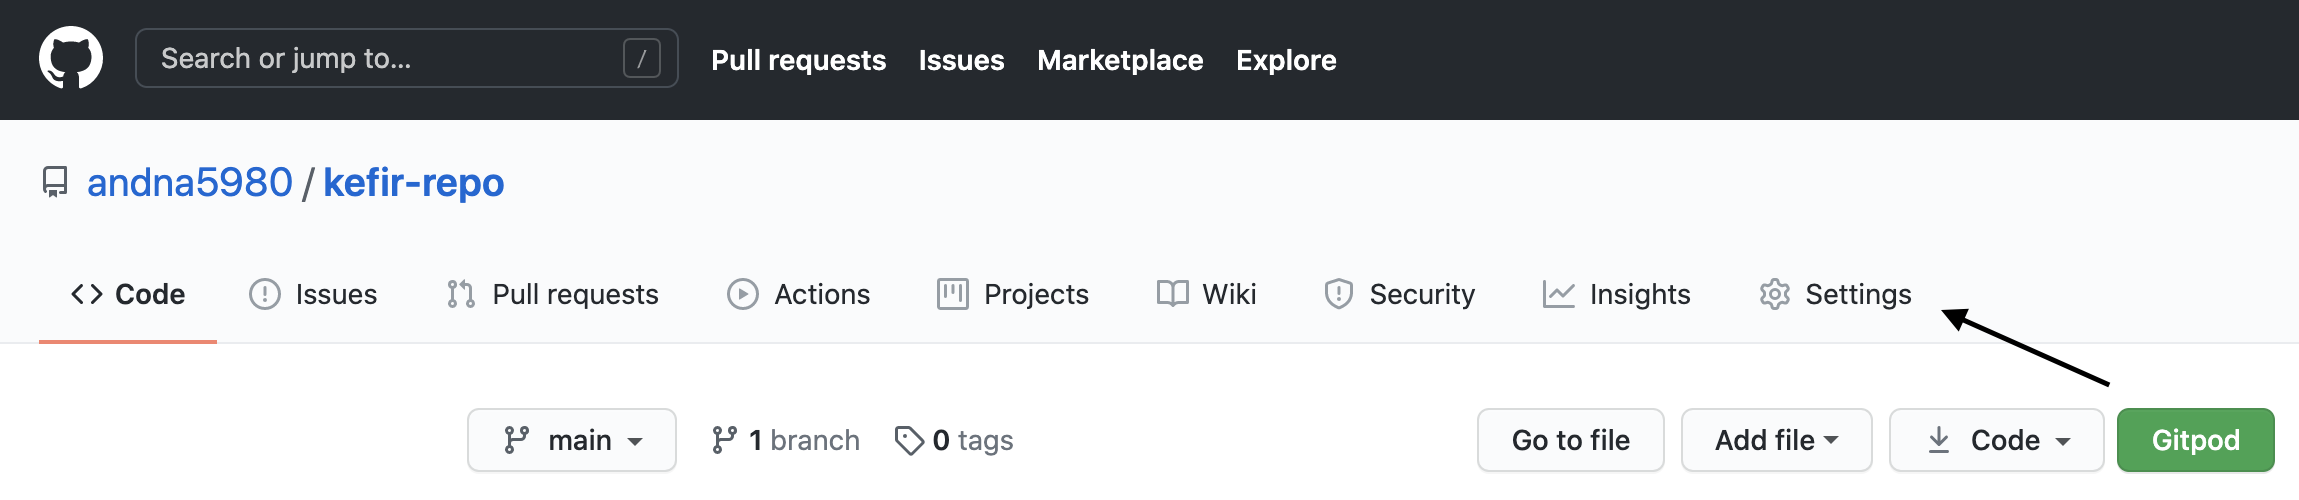 Search or jump to... / Pull requests Issues Marketplace Explore
andna5980 / kefir-repo
Code Issues Pull requests Actions Projects Wiki Security Insights Settings
main 1 branch 0 tags Go to file Add file Code Gitpod